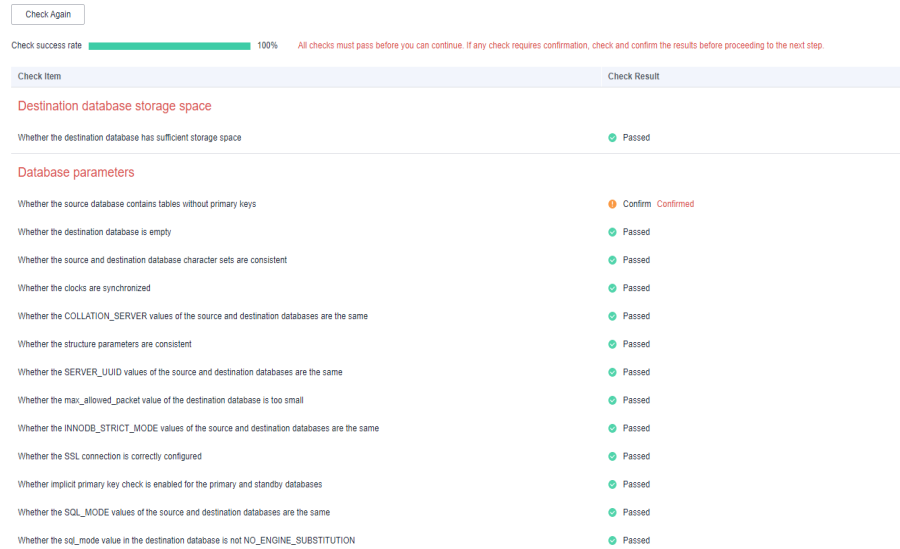 Check Again
Check success rate 100% All checks must pass before you can continue. If any check requires confirmation, check and confirm the results before proceeding to the next step.
Check Item Check Result
Destination database storage space
Whether the destination database has sufficient storage space Passed
Database parameters
Whether the source database contains tables without primary keys Confirm Confirmed
Whether the destination database is empty Passed
Whether the source and destination database character sets are consistent Passed
Whether the clocks are synchronized Passed
Whether the COLLATION_SERVER values of the source and destination databases are the same Passed
Whether the structure parameters are consistent Passed
Whether the SERVER_UUID values of the source and destination databases are the same Passed
Whether the max_allowed_packet value of the destination database is too small Passed
Whether the INNODB_STRICT_MODE values of the source and destination databases are the same Passed
Whether the SSL connection is correctly configured Passed
Whether implicit primary key check is enabled for the primary and standby databases Passed
Whether the SQL_MODE values of the source and destination databases are the same Passed
Whether the sql_mode value in the destination database is not NO_ENGINE_SUBSTITUTION Passed